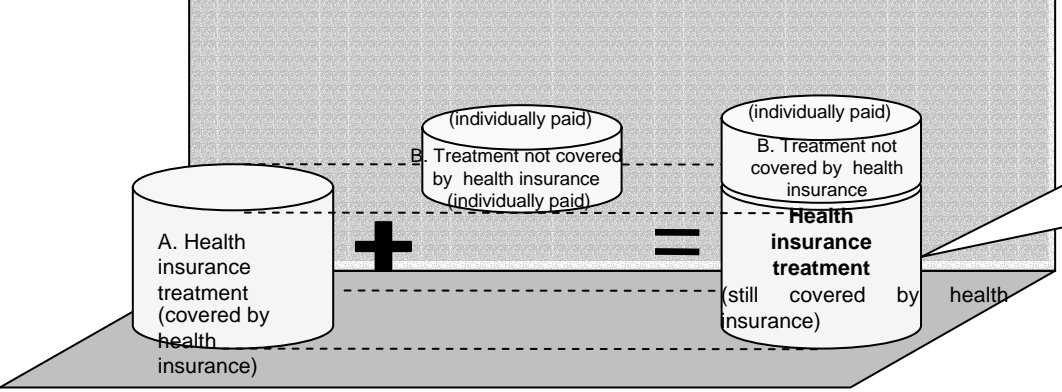 A. Health
insurance
treatment
(covered by
health
insurance)
+
(individually paid)
B. Treatment not covered
by health insurance
(individually paid)
=
(individually paid)
B. Treatment not
covered by health
insurance
Health
insurance
treatment
(still covered by health
insurance)